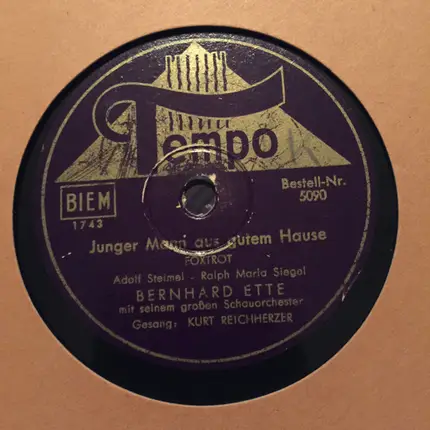 Tempo
K
BIEM
1743
Bestell-Nr.
5090
Junger Mann aus gutem Hause
FOXTROT
Adolf Steimel - Ralph Maria Siegel
BERNHARD ETTE
mit seinem großen Schauorchester
Gesang: KURT REICHHERZER